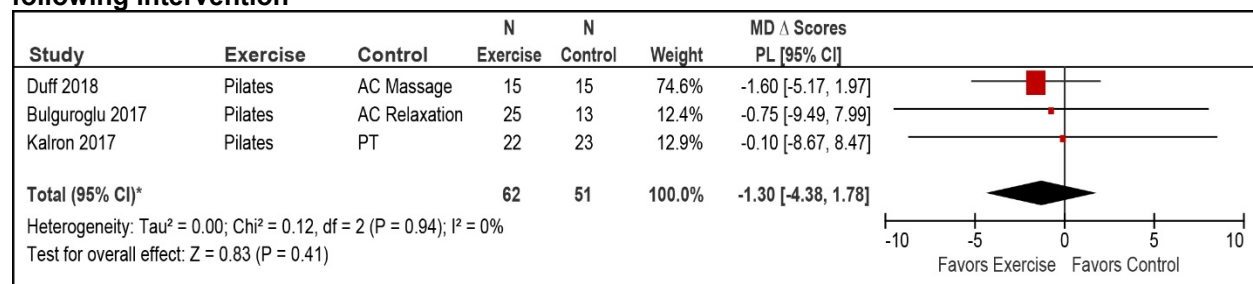 following intervention
N N MD Δ Scores
Study Exercise Control Exercise Control Weight PL [95% CI]
Duff 2018 Pilates AC Massage 15 15 74.6% -1.60 [-5.17, 1.97]
Bulguroglu 2017 Pilates AC Relaxation 25 13 12.4% -0.75 [-9.49, 7.99]
Kalron 2017 Pilates PT 22 23 12.9% -0.10 [-8.67, 8.47]
Total (95% CI)* 62 51 100.0% -1.30 [-4.38, 1.78]
Heterogeneity: Tau² = 0.00; Chi² = 0.12, df = 2 (P = 0.94); I² = 0%
Test for overall effect: Z = 0.83 (P = 0.41)
-10 -5 0 5 10
Favors Exercise Favors Control